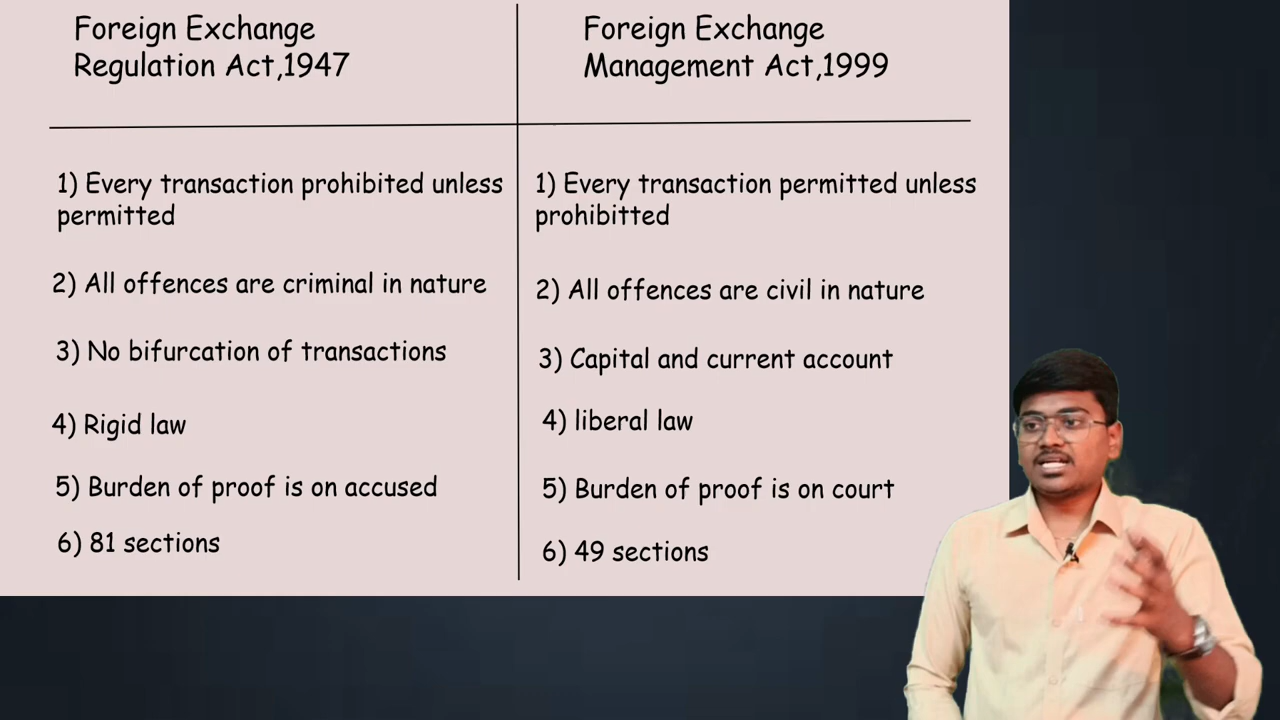 Foreign Exchange
Regulation Act,1947
Foreign Exchange
Management Act,1999
1) Every transaction prohibited unless
permitted
2) All offences are criminal in nature
3) No bifurcation of transactions
4) Rigid law
5) Burden of proof is on accused
6) 81 sections
1) Every transaction permitted unless
prohibitted
2) All offences are civil in nature
3) Capital and current account
4) liberal law
5) Burden of proof is on court
6) 49 sections